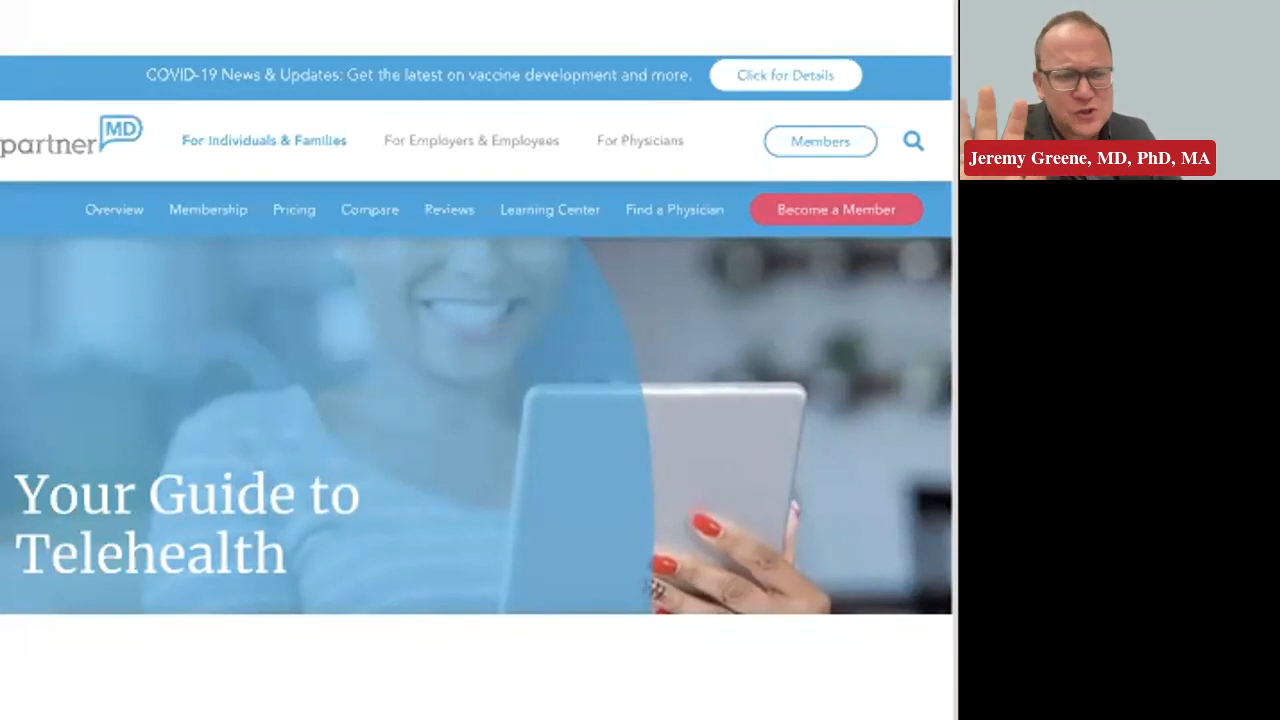 COVID-19 News & Updates: Get the latest on vaccine development and more. Click for Details
partner MD For Individuals & Families For Employers & Employees For Physicians Members
Overview Membership Pricing Compare Reviews Learning Center Find a Physician Become a Member
Your Guide to
Telehealth
Jeremy Greene, MD, PhD, MA